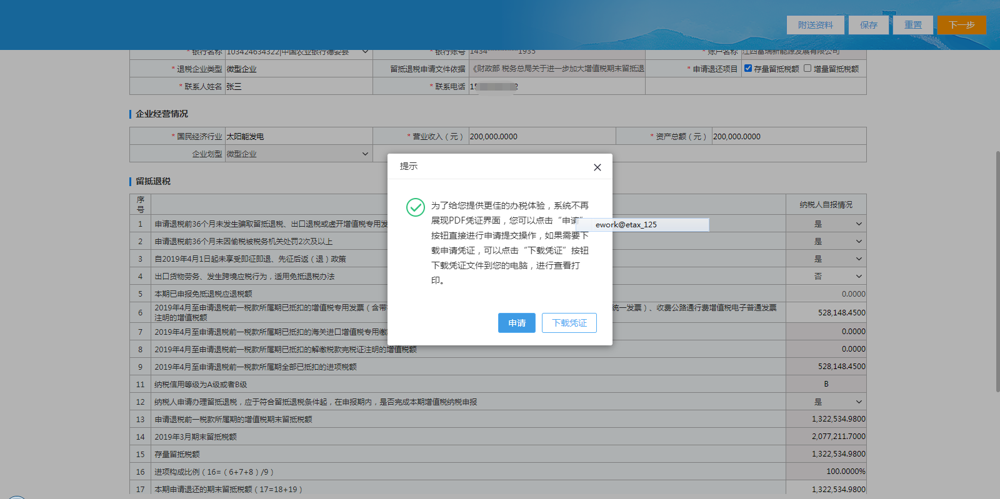 附送资料 保存 重置 下一步
* 银行名称 103424634322|中国农业银行德安县 * 银行账号 1434**********1935 * 账户名称 江西富瑞新能源发展有限公司
* 退税企业类型 微型企业 留抵退税申请文件依据 《财政部 税务总局关于进一步加大增值税期末留抵退 * 申请退还项目 存量留抵税额 增量留抵税额
* 联系人姓名 张三 * 联系电话 15 2
企业经营情况
* 国民经济行业 太阳能发电 * 营业收入（元） 200,000.0000 * 资产总额（元） 200,000.0000
企业划型 微型企业
留抵退税
序号 纳税人自报情况
1 申请退税前36个月未发生骗取留抵退税、出口退税或虚开增值税专用发 是
2 申请退税前36个月未因偷税被税务机关处罚2次及以上 是
3 自2019年4月1日起未享受即征即退、先征后返（退）政策 是
4 出口货物劳务、发生跨境应税行为，适用免抵退税办法 否
5 本期已申报免抵退税应退税额 0.0000
6 2019年4月至申请退税前一税款所属期已抵扣的增值税专用发票（含带 统一发票）、收费公路通行费增值税电子普通发票 528,148.4500
注明的增值税额
7 2019年4月至申请退税前一税款所属期已抵扣的海关进口增值税专用缴 0.0000
8 2019年4月至申请退税前一税款所属期已抵扣的解缴税款完税证注明的增值税额 0.0000
9 2019年4月至申请退税前一税款所属期全部已抵扣的进项税额 528,148.4500
11 纳税信用等级为A级或者B级 B
12 纳税人申请办理留抵退税，应于符合留抵退税条件起，在申报期内，是否完成本期增值税纳税申报 是
13 申请退税前一税款所属期的增值税期末留抵税额 1,322,534.9800
14 2019年3月期末留抵税额 2,077,211.7000
15 存量留抵税额 1,322,534.9800
16 进项构成比例（16=（6+7+8）/9） 100.0000%
17 本期申请退还的期末留抵税额（17=18+19） 1,322,534.9800
提示
为了给您提供更佳的办税体验，系统不再
展现PDF凭证界面，您可以点击“申请”
ework@etax_125
按钮直接进行申请提交操作，如果需要下
载申请凭证，可以点击“下载凭证”按钮
下载凭证文件到您的电脑，进行查看打
印。
申请 下载凭证